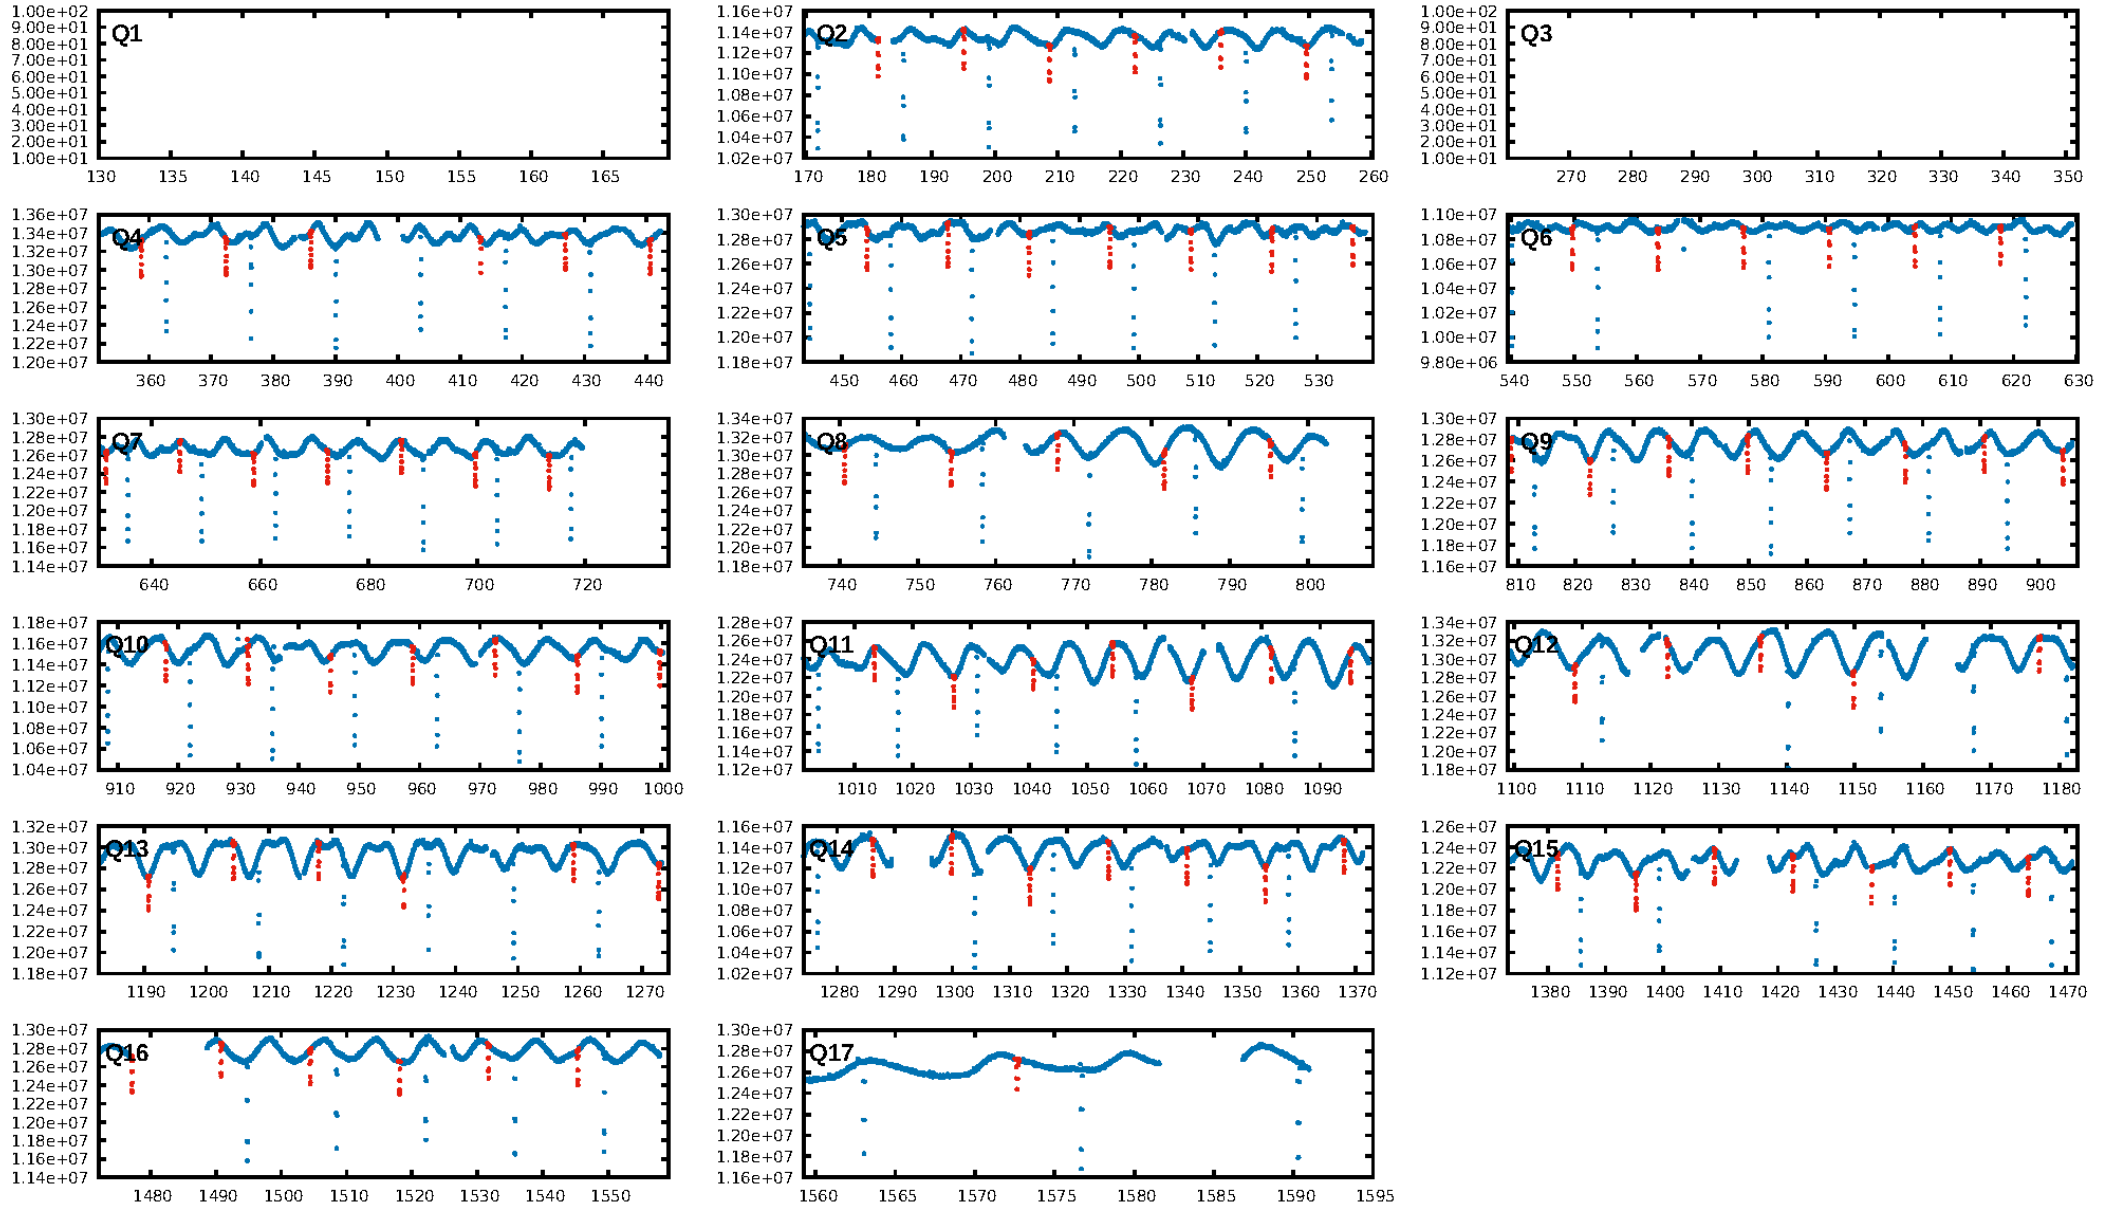 1.00e+02
9.00e+01
8.00e+01
7.00e+01
6.00e+01
5.00e+01
4.00e+01
3.00e+01
2.00e+01
1.00e+01
Q1
130 135 140 145 150 155 160 165
1.16e+07
1.14e+07
1.12e+07
1.10e+07
1.08e+07
1.06e+07
1.04e+07
1.02e+07
Q2
170 180 190 200 210 220 230 240 250 260
1.00e+02
9.00e+01
8.00e+01
7.00e+01
6.00e+01
5.00e+01
4.00e+01
3.00e+01
2.00e+01
1.00e+01
Q3
270 280 290 300 310 320 330 340 350
1.36e+07
1.34e+07
1.32e+07
1.30e+07
1.28e+07
1.26e+07
1.24e+07
1.22e+07
1.20e+07
Q4
360 370 380 390 400 410 420 430 440
1.30e+07
1.28e+07
1.26e+07
1.24e+07
1.22e+07
1.20e+07
1.18e+07
Q5
450 460 470 480 490 500 510 520 530
1.10e+07
1.08e+07
1.06e+07
1.04e+07
1.02e+07
1.00e+07
9.80e+06
Q6
540 550 560 570 580 590 600 610 620 630
1.30e+07
1.28e+07
1.26e+07
1.24e+07
1.22e+07
1.20e+07
1.18e+07
1.16e+07
1.14e+07
Q7
640 660 680 700 720
1.34e+07
1.32e+07
1.30e+07
1.28e+07
1.26e+07
1.24e+07
1.22e+07
1.20e+07
1.18e+07
Q8
740 750 760 770 780 790 800
1.30e+07
1.28e+07
1.26e+07
1.24e+07
1.22e+07
1.20e+07
1.18e+07
1.16e+07
Q9
810 820 830 840 850 860 870 880 890 900
1.18e+07
1.16e+07
1.14e+07
1.12e+07
1.10e+07
1.08e+07
1.06e+07
1.04e+07
Q10
910 920 930 940 950 960 970 980 990 1000
1.28e+07
1.26e+07
1.24e+07
1.22e+07
1.20e+07
1.18e+07
1.16e+07
1.14e+07
1.12e+07
Q11
1010 1020 1030 1040 1050 1060 1070 1080 1090
1.34e+07
1.32e+07
1.30e+07
1.28e+07
1.26e+07
1.24e+07
1.22e+07
1.20e+07
1.18e+07
Q12
1100 1110 1120 1130 1140 1150 1160 1170 1180
1.32e+07
1.30e+07
1.28e+07
1.26e+07
1.24e+07
1.22e+07
1.20e+07
1.18e+07
Q13
1190 1200 1210 1220 1230 1240 1250 1260 1270
1.16e+07
1.14e+07
1.12e+07
1.10e+07
1.08e+07
1.06e+07
1.04e+07
1.02e+07
Q14
1280 1290 1300 1310 1320 1330 1340 1350 1360 1370
1.26e+07
1.24e+07
1.22e+07
1.20e+07
1.18e+07
1.16e+07
1.14e+07
1.12e+07
Q15
1380 1390 1400 1410 1420 1430 1440 1450 1460 1470
1.30e+07
1.28e+07
1.26e+07
1.24e+07
1.22e+07
1.20e+07
1.18e+07
1.16e+07
1.14e+07
Q16
1480 1490 1500 1510 1520 1530 1540 1550
1.30e+07
1.28e+07
1.26e+07
1.24e+07
1.22e+07
1.20e+07
1.18e+07
1.16e+07
Q17
1560 1565 1570 1575 1580 1585 1590 1595